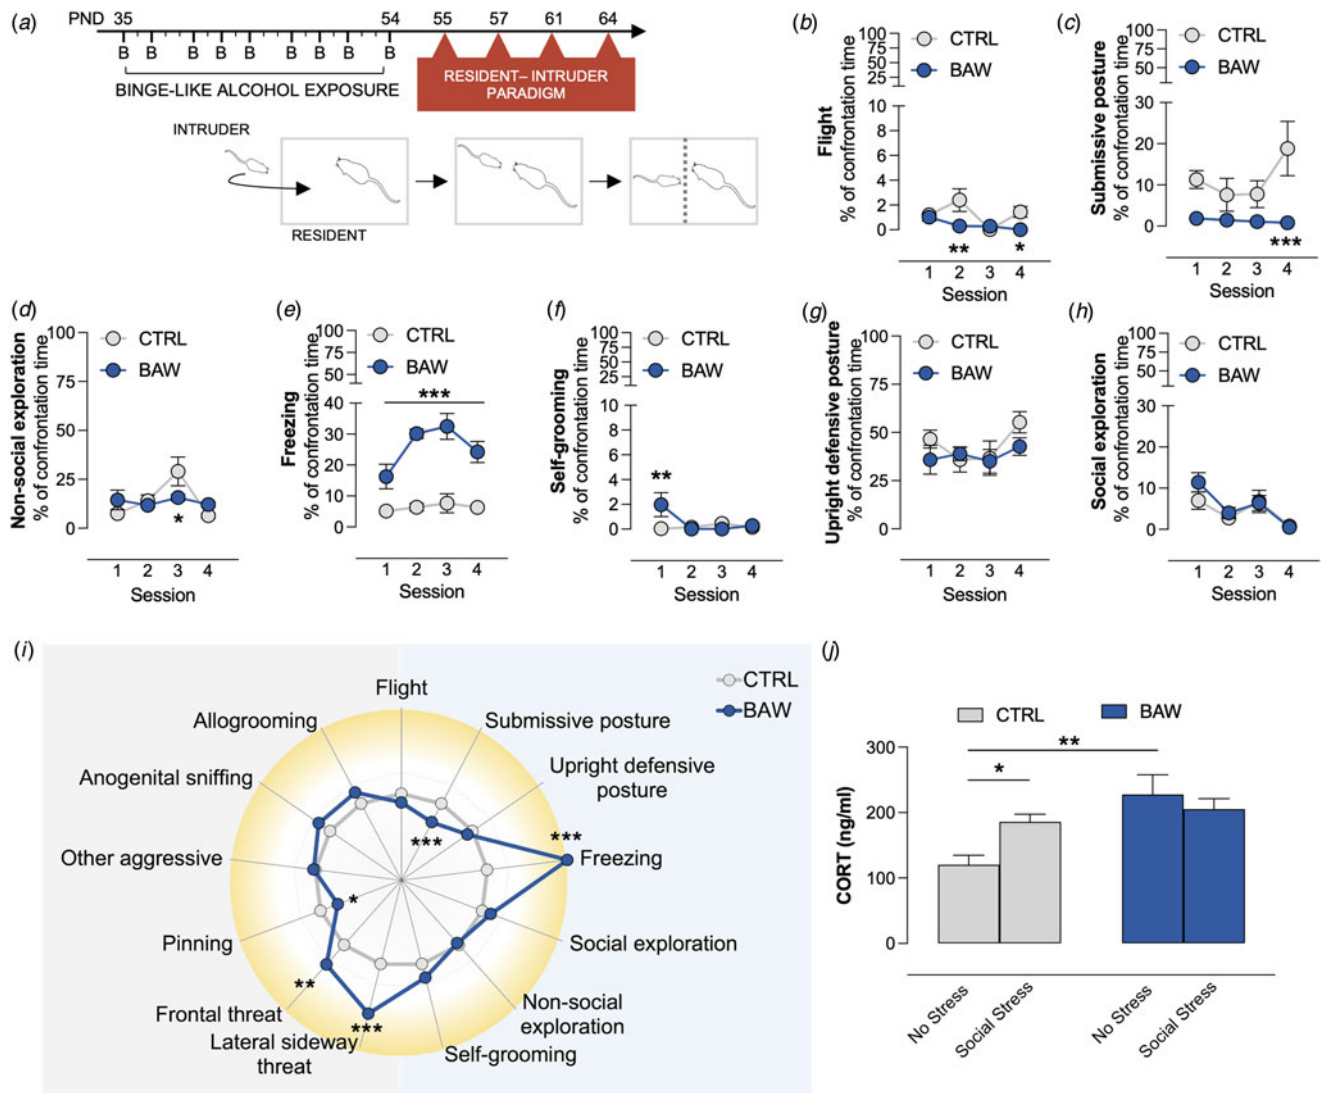 (a)
PND 35 54 55 57 61 64
B B B B B B B B B
BINGE-LIKE ALCOHOL EXPOSURE
RESIDENT– INTRUDER
PARADIGM
INTRUDER
RESIDENT
(b)
Flight
% of confrontation time
CTRL
BAW
100
75
50
25
10
8
6
4
2
0
** *
1 2 3 4
Session
(c)
Submissive posture
% of confrontation time
CTRL
BAW
100
75
50
30
20
10
0
***
1 2 3 4
Session
(d)
Non-social exploration
% of confrontation time
CTRL
BAW
100
75
50
25
0
*
1 2 3 4
Session
(e)
Freezing
% of confrontation time
CTRL
BAW
100
75
50
40
30
20
10
0
***
1 2 3 4
Session
(f)
Self-grooming
% of confrontation time
CTRL
BAW
100
75
50
25
10
8
6
4
2
0
**
1 2 3 4
Session
(g)
Upright defensive posture
% of confrontation time
CTRL
BAW
100
75
50
25
0
1 2 3 4
Session
(h)
Social exploration
% of confrontation time
CTRL
BAW
100
75
50
30
20
10
0
1 2 3 4
Session
(i)
CTRL
BAW
Flight
Submissive posture
Upright defensive
posture
Freezing
Social exploration
Non-social
exploration
Self-grooming
Lateral sideway
threat
Frontal threat
Pinning
Other aggressive
Anogenital sniffing
Allogrooming
***
***
*
**
***
(j)
CTRL
BAW
CORT (ng/ml)
300
200
100
0
**
*
No Stress
Social Stress
No Stress
Social Stress